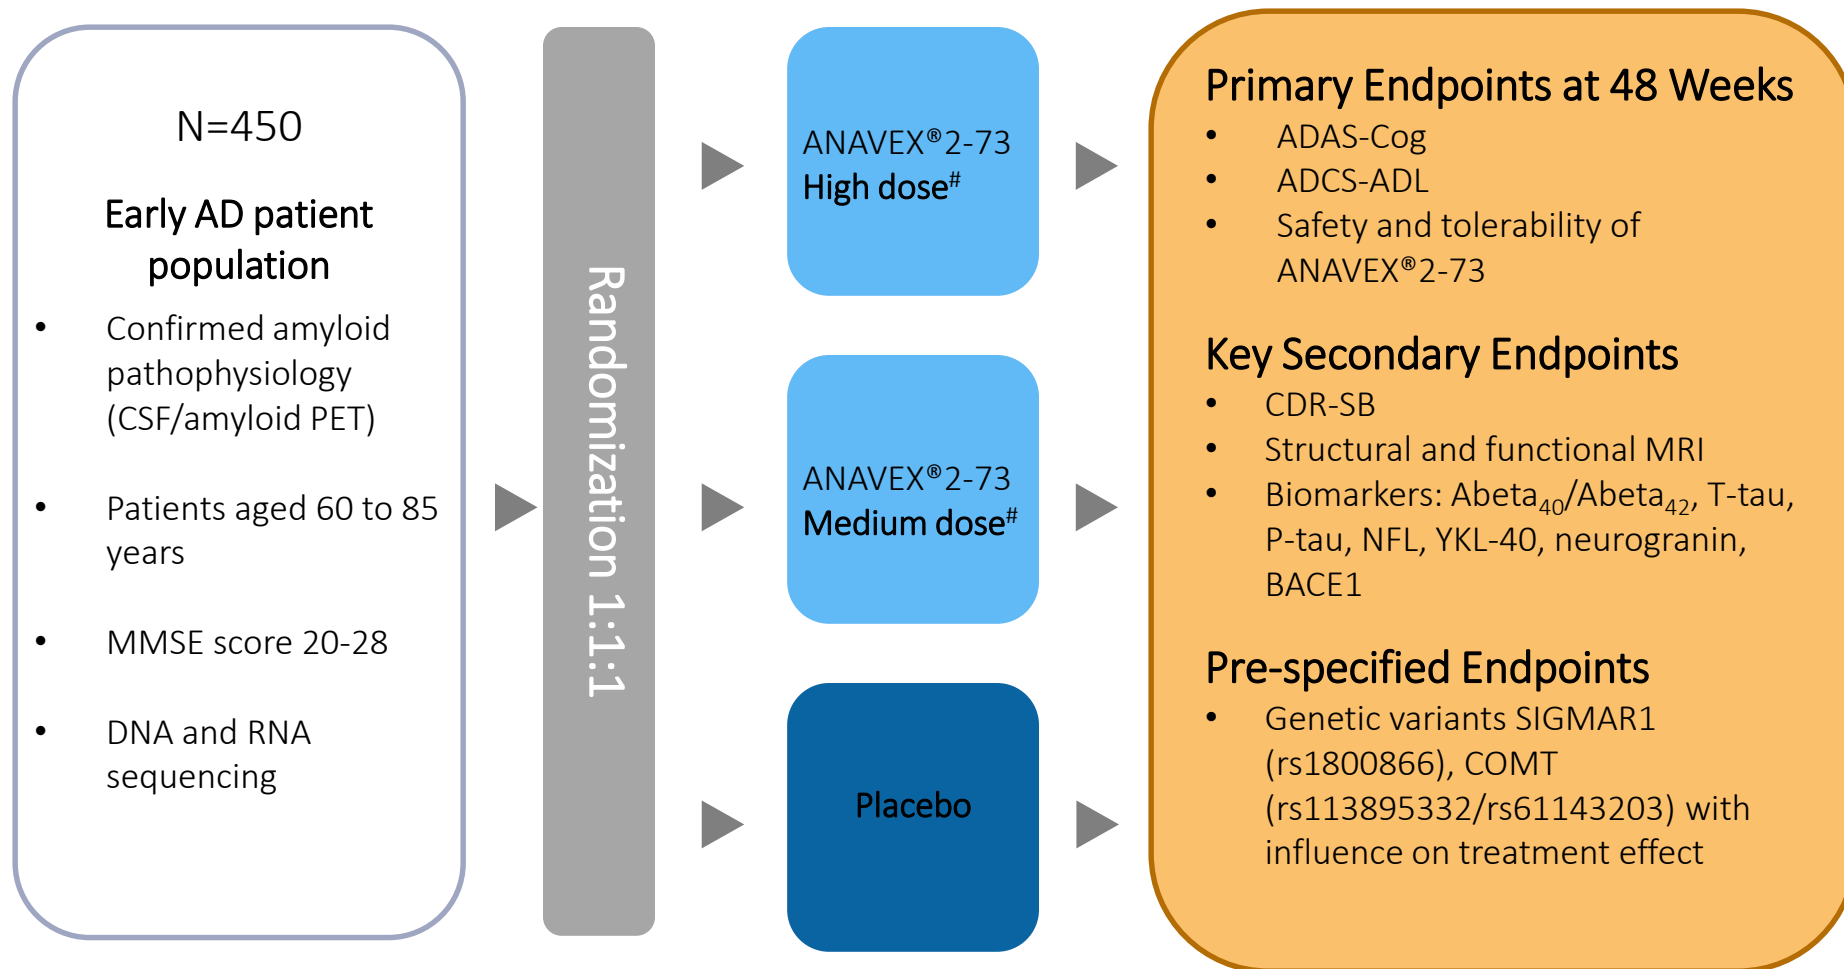 N=450
Early AD patient
population
• Confirmed amyloid
pathophysiology
(CSF/amyloid PET)
• Patients aged 60 to 85
years
• MMSE score 20-28
• DNA and RNA
sequencing
Randomization 1:1:1
ANAVEX®2-73
High dose#
ANAVEX®2-73
Medium dose#
Placebo
Primary Endpoints at 48 Weeks
• ADAS-Cog
• ADCS-ADL
• Safety and tolerability of
ANAVEX®2-73
Key Secondary Endpoints
• CDR-SB
• Structural and functional MRI
• Biomarkers: Abeta₄₀/Abeta₄₂, T-tau,
P-tau, NFL, YKL-40, neurogranin,
BACE1
Pre-specified Endpoints
• Genetic variants SIGMAR1
(rs1800866), COMT
(rs113895332/rs61143203) with
influence on treatment effect